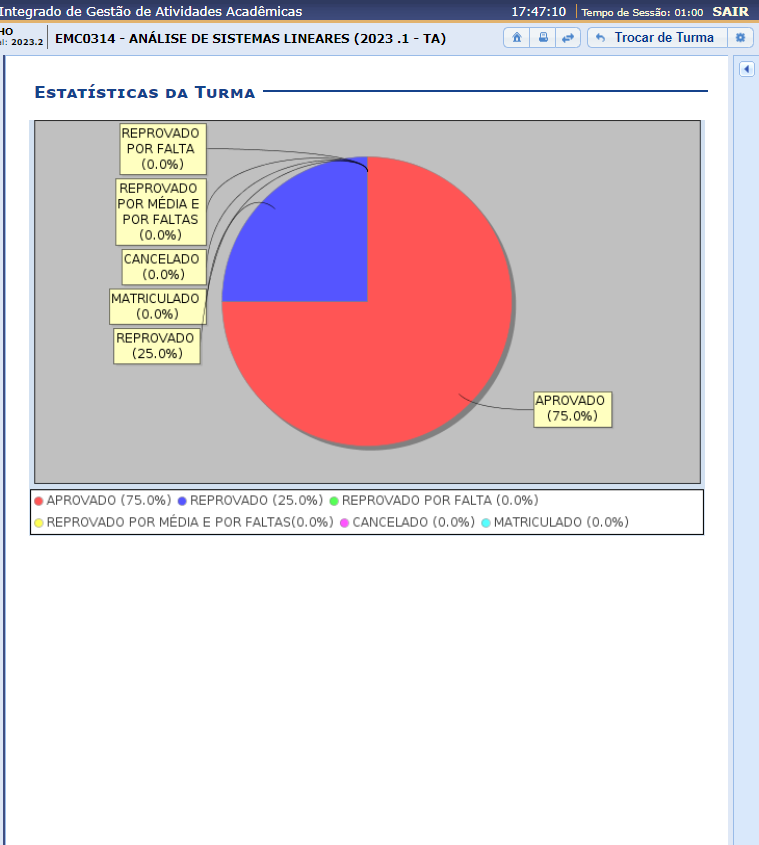 Integrado de Gestão de Atividades Acadêmicas 17:47:10 Tempo de Sessão: 01:00 SAIR
HO
el: 2023.2 EMC0314 - ANÁLISE DE SISTEMAS LINEARES (2023 .1 - TA) Trocar de Turma
Estatísticas da Turma
REPROVADO
POR FALTA
(0.0%)
REPROVADO
POR MÉDIA E
POR FALTAS
(0.0%)
CANCELADO
(0.0%)
MATRICULADO
(0.0%)
REPROVADO
(25.0%)
APROVADO
(75.0%)
APROVADO (75.0%) REPROVADO (25.0%) REPROVADO POR FALTA (0.0%)
REPROVADO POR MÉDIA E POR FALTAS(0.0%) CANCELADO (0.0%) MATRICULADO (0.0%)